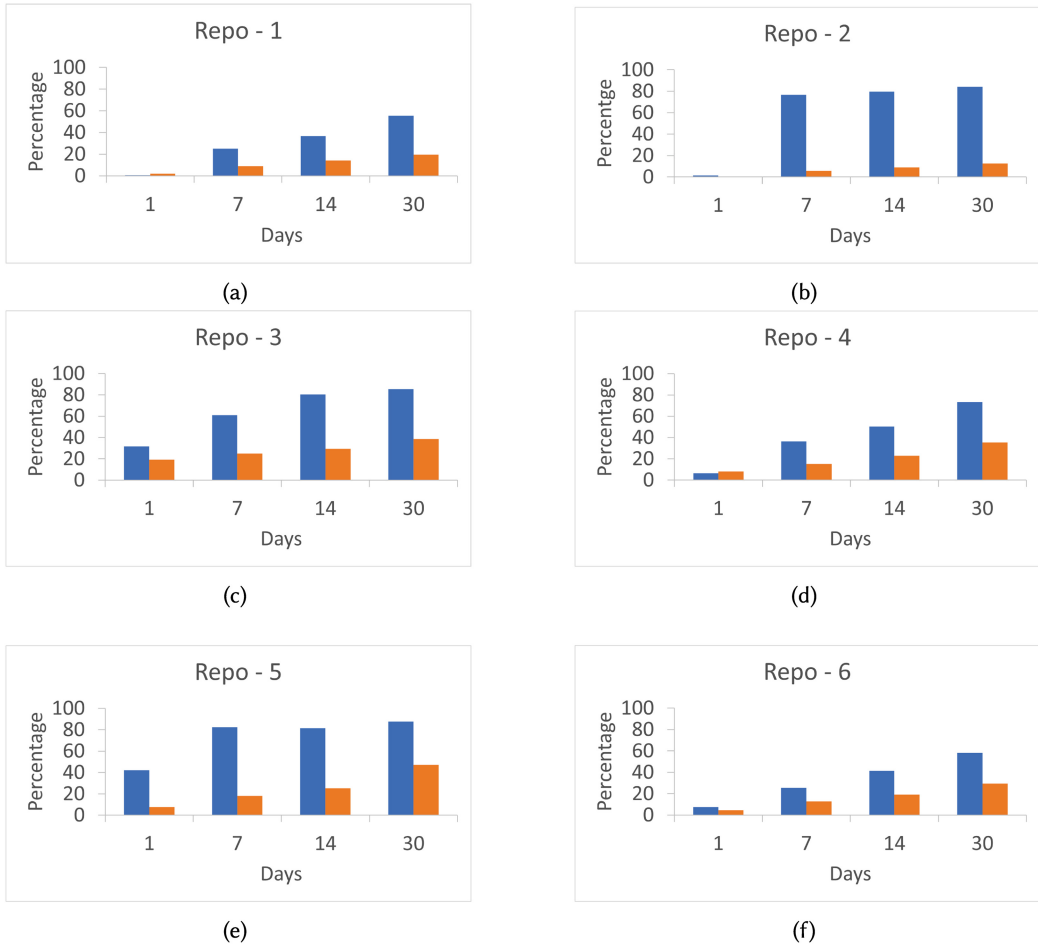 Repo - 1
Percentage
100
80
60
40
20
0
1 7 14 30
Days
(a)
Repo - 2
Percentge
100
80
60
40
20
0
1 7 14 30
Days
(b)
Repo - 3
Percentage
100
80
60
40
20
0
1 7 14 30
Days
(c)
Repo - 4
Percentage
100
80
60
40
20
0
1 7 14 30
Days
(d)
Repo - 5
Percentage
100
80
60
40
20
0
1 7 14 30
Days
(e)
Repo - 6
Percentage
100
80
60
40
20
0
1 7 14 30
Days
(f)